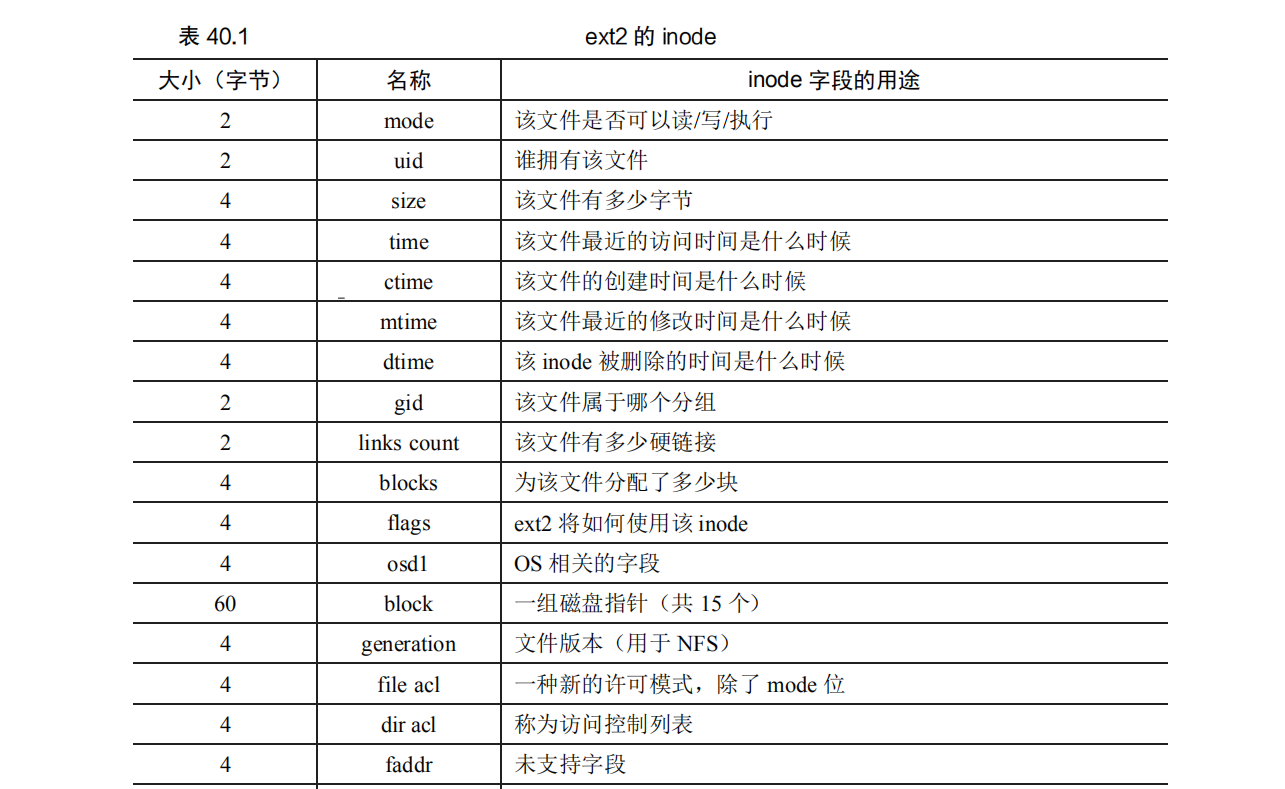 表 40.1 ext2 的 inode
大小（字节） 名称 inode 字段的用途
2 mode 该文件是否可以读/写/执行
2 uid 谁拥有该文件
4 size 该文件有多少字节
4 time 该文件最近的访问时间是什么时候
4 ctime 该文件的创建时间是什么时候
4 mtime 该文件最近的修改时间是什么时候
4 dtime 该 inode 被删除的时间是什么时候
2 gid 该文件属于哪个分组
2 links count 该文件有多少硬链接
4 blocks 为该文件分配了多少块
4 flags ext2 将如何使用该 inode
4 osd1 OS 相关的字段
60 block 一组磁盘指针（共 15 个）
4 generation 文件版本（用于 NFS）
4 file acl 一种新的许可模式，除了 mode 位
4 dir acl 称为访问控制列表
4 faddr 未支持字段